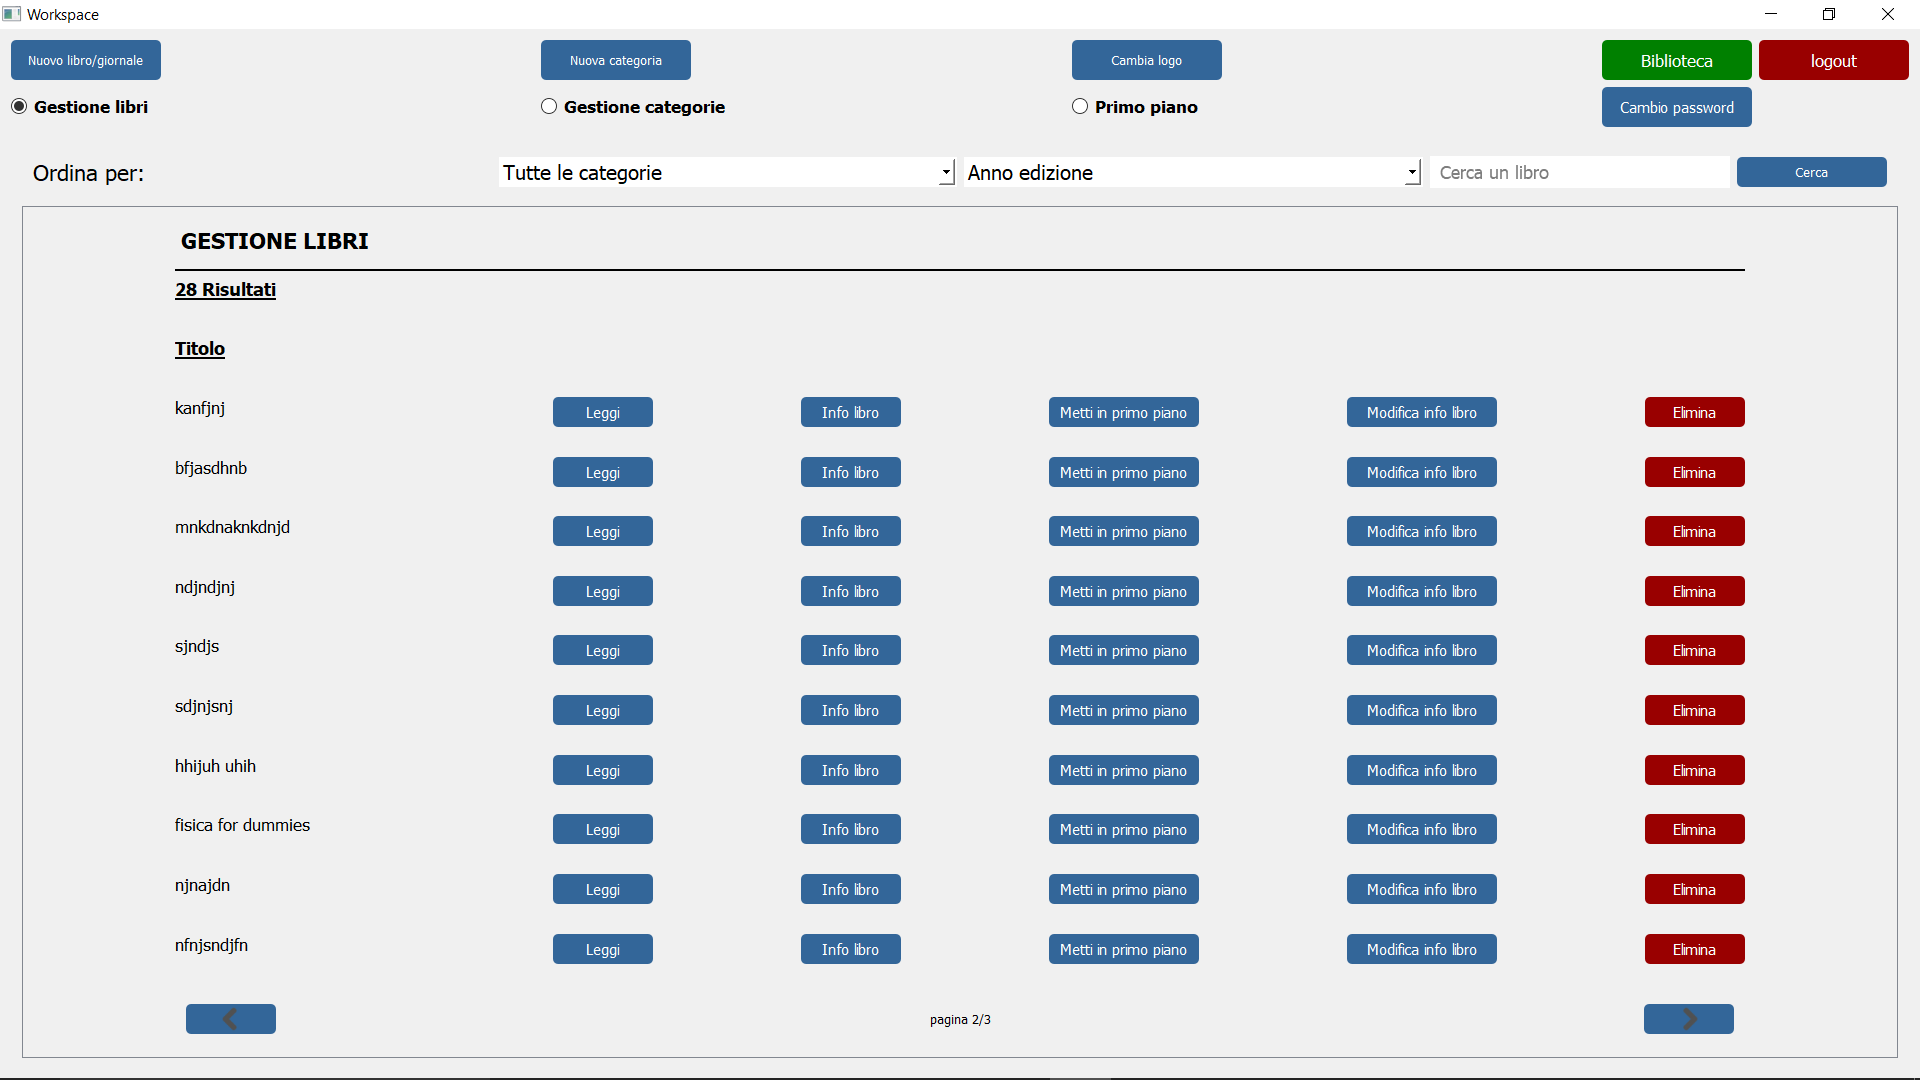 Workspace
Nuovo libro/giornale Nuova categoria Cambia logo Biblioteca logout
Gestione libri Gestione categorie Primo piano Cambio password
Ordina per: Tutte le categorie Anno edizione Cerca un libro Cerca
GESTIONE LIBRI
28 Risultati
Titolo
kanfjnj Leggi Info libro Metti in primo piano Modifica info libro Elimina
bfjasdhnb Leggi Info libro Metti in primo piano Modifica info libro Elimina
mnkdnaknkdnjd Leggi Info libro Metti in primo piano Modifica info libro Elimina
ndjndjnj Leggi Info libro Metti in primo piano Modifica info libro Elimina
sjndjs Leggi Info libro Metti in primo piano Modifica info libro Elimina
sdjnjsnj Leggi Info libro Metti in primo piano Modifica info libro Elimina
hhijuh uhih Leggi Info libro Metti in primo piano Modifica info libro Elimina
fisica for dummies Leggi Info libro Metti in primo piano Modifica info libro Elimina
njnajdn Leggi Info libro Metti in primo piano Modifica info libro Elimina
nfnjsndjfn Leggi Info libro Metti in primo piano Modifica info libro Elimina
pagina 2/3